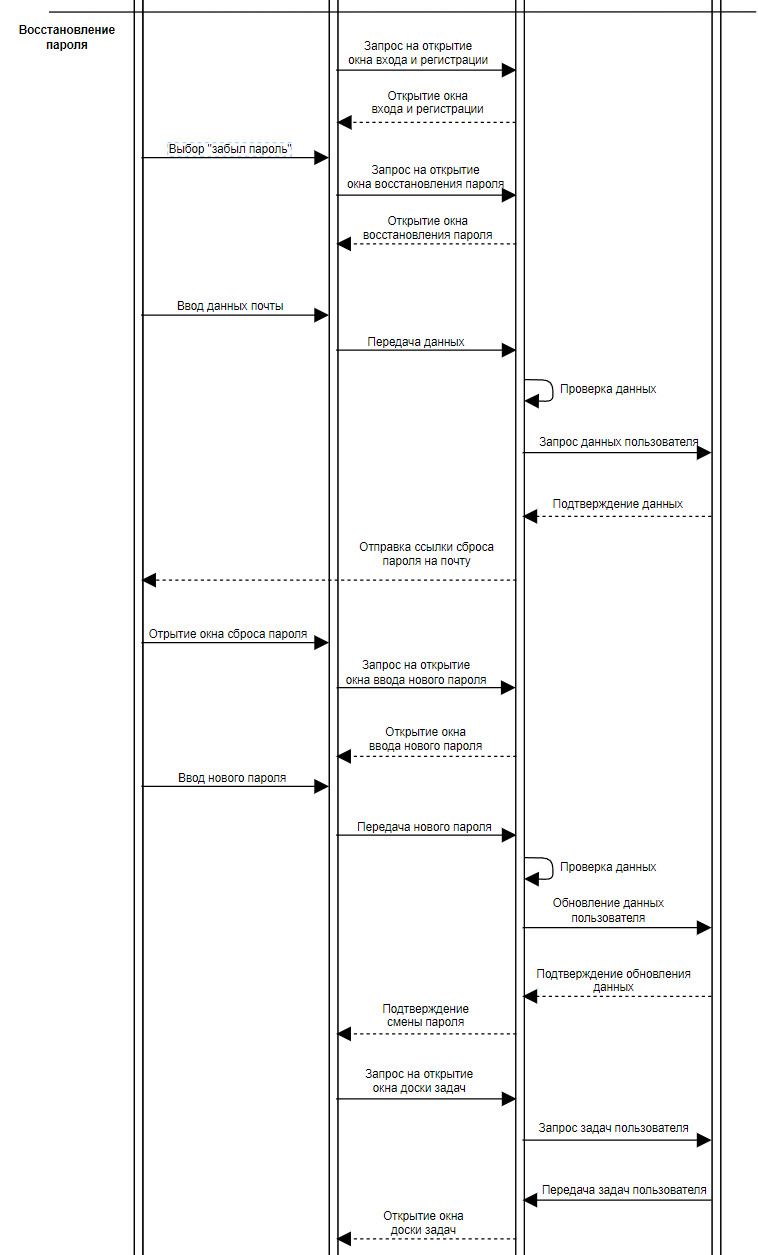 Восстановление
пароля
Запрос на открытие
окна входа и регистрации
Открытие окна
входа и регистрации
Выбор "забыл пароль"
Запрос на открытие
окна восстановления пароля
Открытие окна
восстановления пароля
Ввод данных почты
Передача данных
Проверка данных
Запрос данных пользователя
Подтверждение данных
Отправка ссылки сброса
пароля на почту
Отрытие окна сброса пароля
Запрос на открытие
окна ввода нового пароля
Открытие окна
ввода нового пароля
Ввод нового пароля
Передача нового пароля
Проверка данных
Обновление данных
пользователя
Подтверждение обновления
данных
Подтверждение
смены пароля
Запрос на открытие
окна доски задач
Запрос задач пользователя
Передача задач пользователя
Открытие окна
доски задач